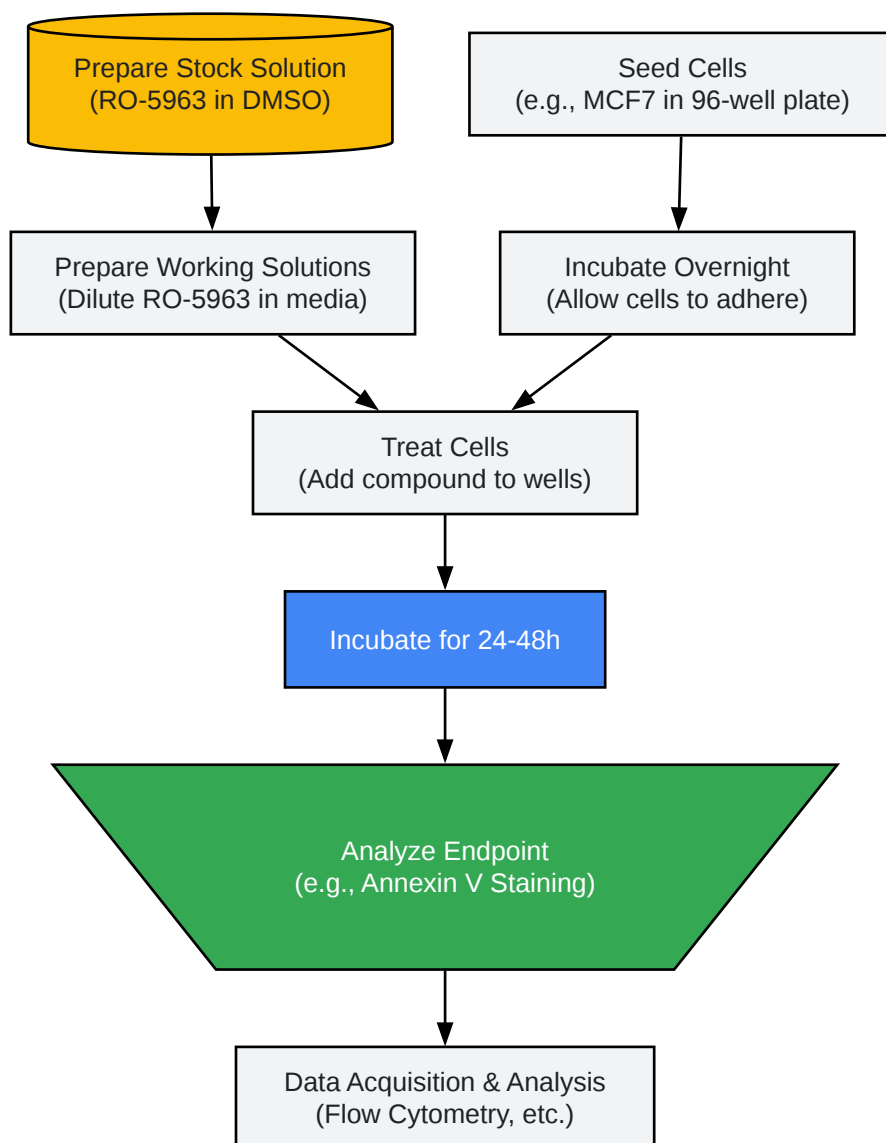 Prepare Stock Solution
(RO-5963 in DMSO)
Seed Cells
(e.g., MCF7 in 96-well plate)
Prepare Working Solutions
(Dilute RO-5963 in media)
Incubate Overnight
(Allow cells to adhere)
Treat Cells
(Add compound to wells)
Incubate for 24-48h
Analyze Endpoint
(e.g., Annexin V Staining)
Data Acquisition & Analysis
(Flow Cytometry, etc.)